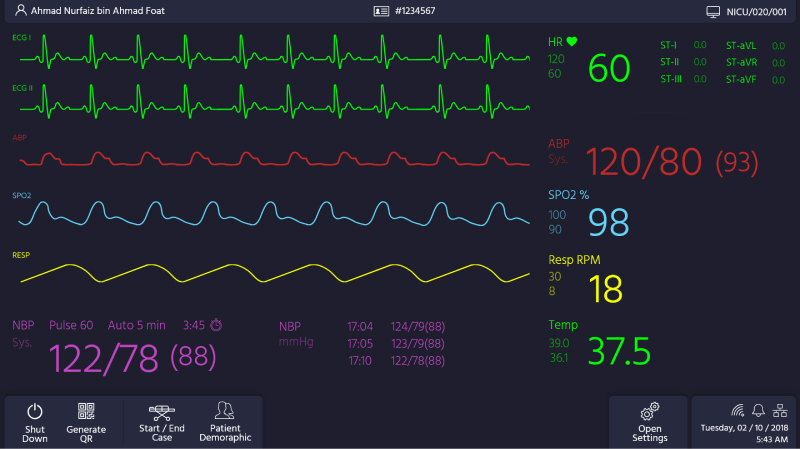 Ahmad Nurfaiz bin Ahmad Foat #1234567 NICU/020/001
ECG I
HR
120
60
60
ST-I 0.0 ST-aVL 0.0
ST-II 0.0 ST-aVR 0.0
ST-III 0.0 ST-aVF 0.0
ECG II
ABP
ABP
Sys.
120/80 (93)
SPO2
SPO2 %
100
90
98
RESP
Resp RPM
30
8
18
NBP Pulse 60 Auto 5 min 3:45
Sys.
122/78 (88)
NBP 17:04 124/79(88)
mmHg 17:05 123/79(88)
17:10 122/78(88)
Temp
39.0
36.1
37.5
Shut
Down
Generate
QR
Start / End
Case
Patient
Demoraphic
Open
Settings
Tuesday, 02 / 10 / 2018
5:43 AM